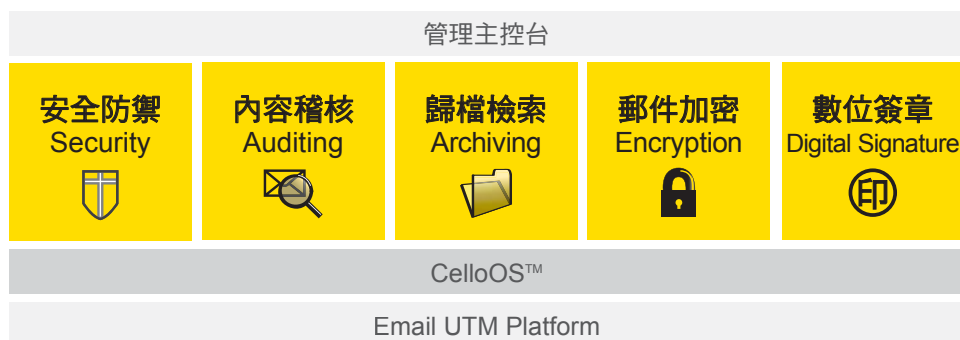 管理主控台
安全防禦
Security
內容稽核
Auditing
歸檔檢索
Archiving
郵件加密
Encryption
數位簽章
Digital Signature
印
CelloOS™
Email UTM Platform